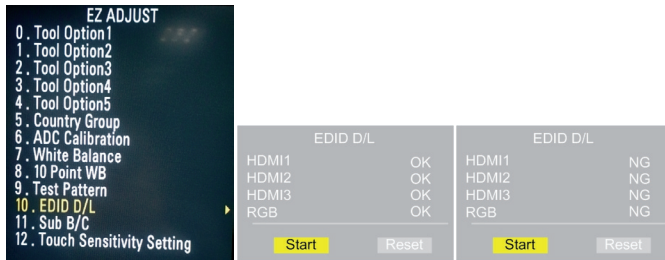 EZ ADJUST
0 . Tool Option1
1 . Tool Option2
2 . Tool Option3
3 . Tool Option4
4 . Tool Option5
5 . Country Group
6 . ADC Calibration
7 . White Balance
8 . 10 Point WB
9 . Test Pattern
10 . EDID D/L
11 . Sub B/C
12 . Touch Sensitivity Setting
EDID D/L
HDMI1 OK
HDMI2 OK
HDMI3 OK
RGB OK
Start Reset
EDID D/L
HDMI1 NG
HDMI2 NG
HDMI3 NG
RGB NG
Start Reset